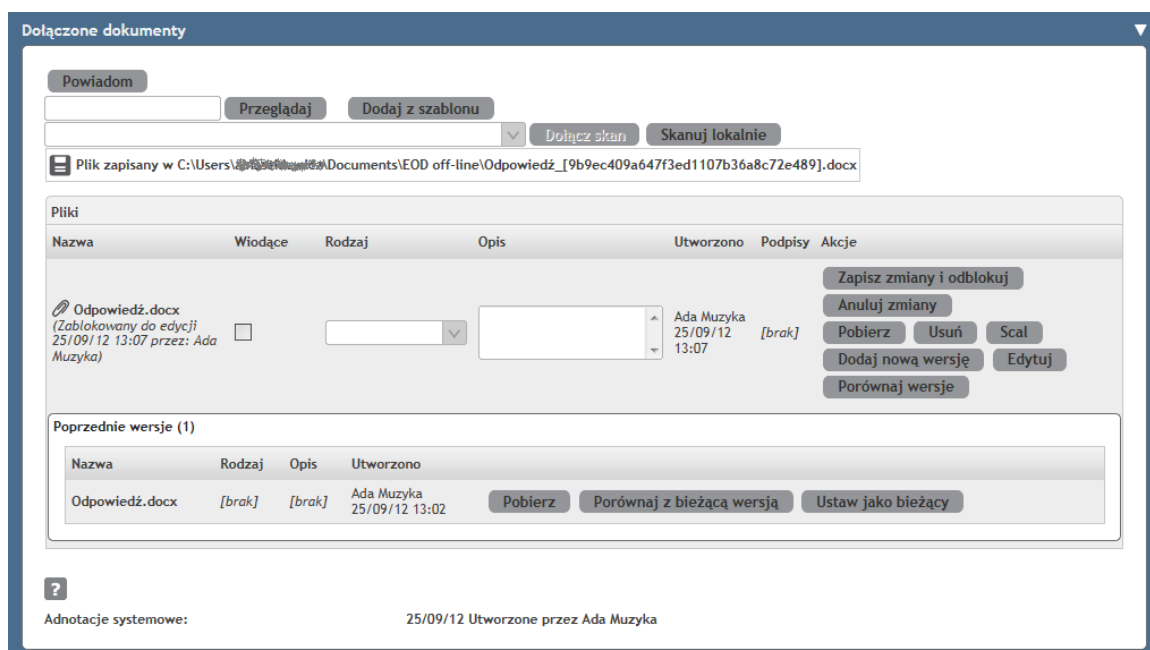 Dołączone dokumenty
Powiadom
Przeglądaj Dodaj z szablonu
Dołącz skan Skanuj lokalnie
Plik zapisany w C:\Users\ \Documents\EOD off-line\Odpowiedź_[9b9ec409a647f3ed1107b36a8c72e489].docx
Pliki
Nazwa Wiodące Rodzaj Opis Utworzono Podpisy Akcje
Odpowiedź.docx
(Zablokowany do edycji
25/09/12 13:07 przez: Ada
Muzyka)
Ada Muzyka
25/09/12
13:07
[brak]
Zapisz zmiany i odblokuj
Anuluj zmiany
Pobierz Usuń Scal
Dodaj nową wersję Edytuj
Porównaj wersje
Poprzednie wersje (1)
Nazwa Rodzaj Opis Utworzono
Odpowiedź.docx [brak] [brak] Ada Muzyka
25/09/12 13:02
Pobierz Porównaj z bieżącą wersją Ustaw jako bieżący
?
Adnotacje systemowe: 25/09/12 Utworzone przez Ada Muzyka